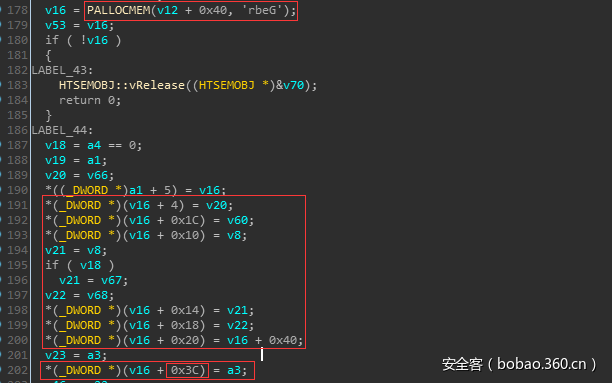 178 v16 = PALLOCMEM(v12 + 0x40, 'rbeG');
179 v53 = v16;
180 if ( !v16 )
181 {
182 LABEL_43:
183 HTSEMOBJ::vRelease((HTSEMOBJ *)&v70);
184 return 0;
185 }
186 LABEL_44:
187 v18 = a4 == 0;
188 v19 = a1;
189 v20 = v66;
190 *((_DWORD *)a1 + 5) = v16;
191 *(_DWORD *)(v16 + 4) = v20;
192 *(_DWORD *)(v16 + 0x1C) = v60;
193 *(_DWORD *)(v16 + 0x10) = v8;
194 v21 = v8;
195 if ( v18 )
196 v21 = v67;
197 v22 = v68;
198 *(_DWORD *)(v16 + 0x14) = v21;
199 *(_DWORD *)(v16 + 0x18) = v22;
200 *(_DWORD *)(v16 + 0x20) = v16 + 0x40;
201 v23 = a3;
202 *(_DWORD *)(v16 + 0x3C) = a3;
安全客（bobao.360.cn）